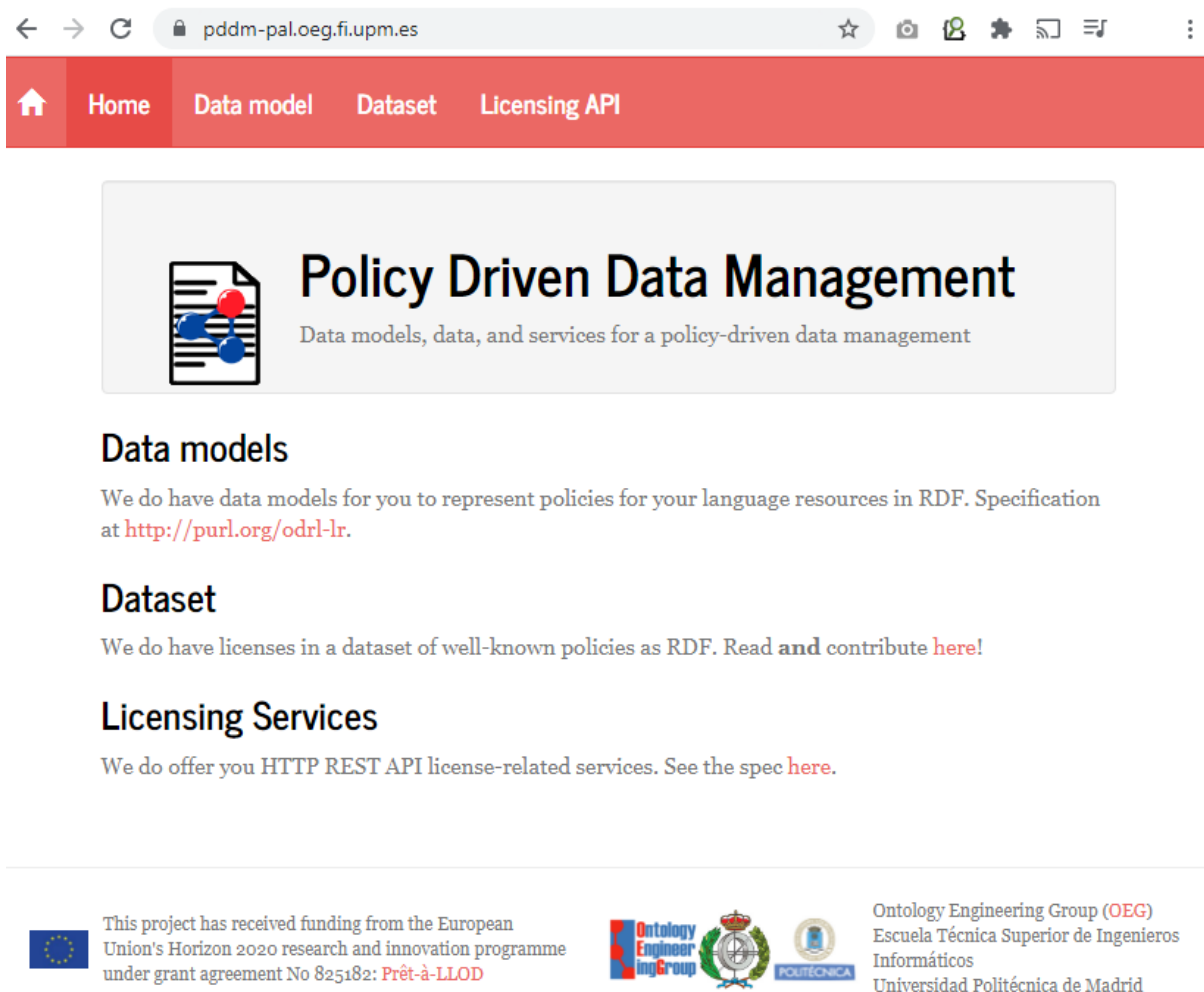 pddm-pal.oeg.fi.upm.es
Home Data model Dataset Licensing API
Policy Driven Data Management
Data models, data, and services for a policy-driven data management
Data models
We do have data models for you to represent policies for your language resources in RDF. Specification
at http://purl.org/odrl-lr.
Dataset
We do have licenses in a dataset of well-known policies as RDF. Read and contribute here!
Licensing Services
We do offer you HTTP REST API license-related services. See the spec here.
This project has received funding from the European
Union's Horizon 2020 research and innovation programme
under grant agreement No 825182: Prêt-à-LLOD
Ontology
Engineer
ingGroup
POLITÉCNICA
Ontology Engineering Group (OEG)
Escuela Técnica Superior de Ingenieros
Informáticos
Universidad Politécnica de Madrid